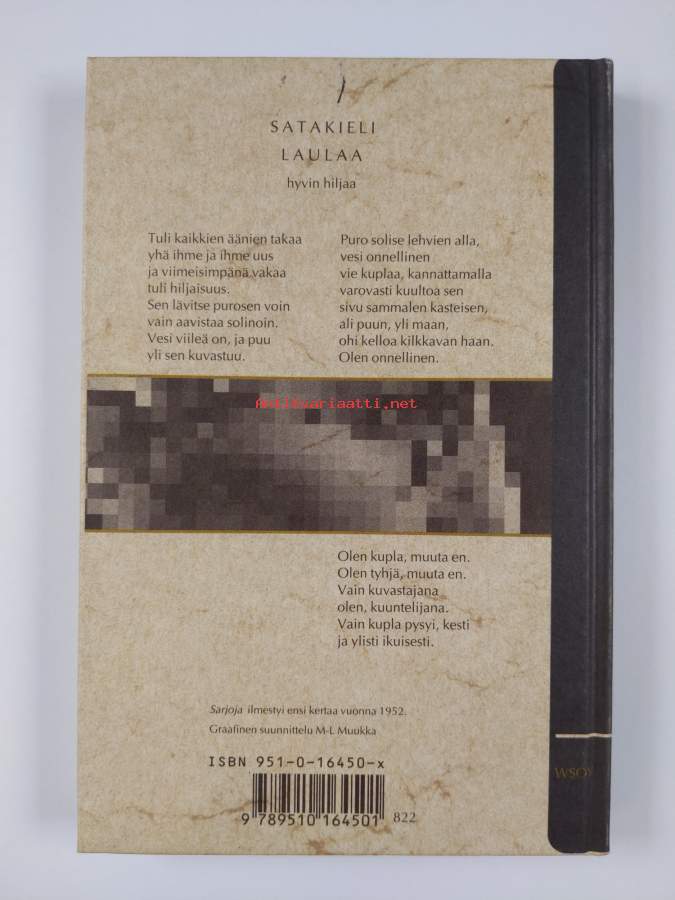 SATAKIELI
LAULAA
hyvin hiljaa
Tuli kaikkien äänien takaa
yhä ihme ja ihme uus
ja viimeisimpänä vakaa
tuli hiljaisuus.
Sen lävitse purosen voin
vain aavistaa solinoin.
Vesi viileä on, ja puu
yli sen kuvastuu.
Puro solise lehvien alla,
vesi onnellinen
vie kuplaa, kannattamalla
varovasti kuultoa sen
sivu sammalen kasteisen,
ali puun, yli maan,
ohi kelloa kilkkavan haan.
Olen onnellinen.
Antikvariaatti.net
Olen kupla, muuta en.
Olen tyhjä, muuta en.
Vain kuvastajana
olen, kuuntelijana.
Vain kupla pysyi, kesti
ja ylisti ikuisesti.
Sarjoja ilmestyi ensi kertaa vuonna 1952.
Graafinen suunnittelu M-L Muukka
ISBN 951-0-16450-x
9 789510 164501
822
WSOY